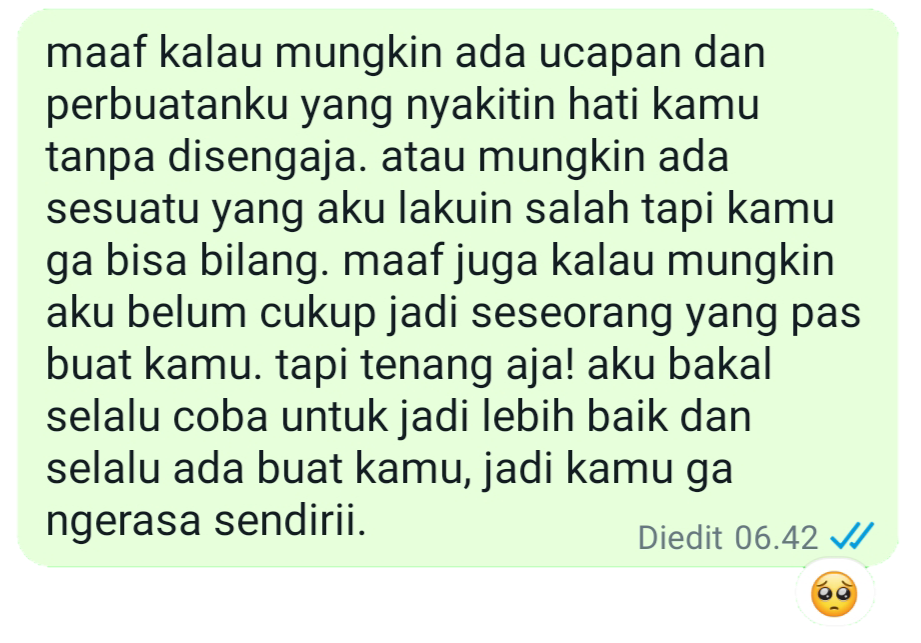 maaf kalau mungkin ada ucapan dan
perbuatanku yang nyakitin hati kamu
tanpa disengaja. atau mungkin ada
sesuatu yang aku lakuin salah tapi kamu
ga bisa bilang. maaf juga kalau mungkin
aku belum cukup jadi seseorang yang pas
buat kamu. tapi tenang aja! aku bakal
selalu coba untuk jadi lebih baik dan
selalu ada buat kamu, jadi kamu ga
ngerasa sendirii.
Diedit 06.42